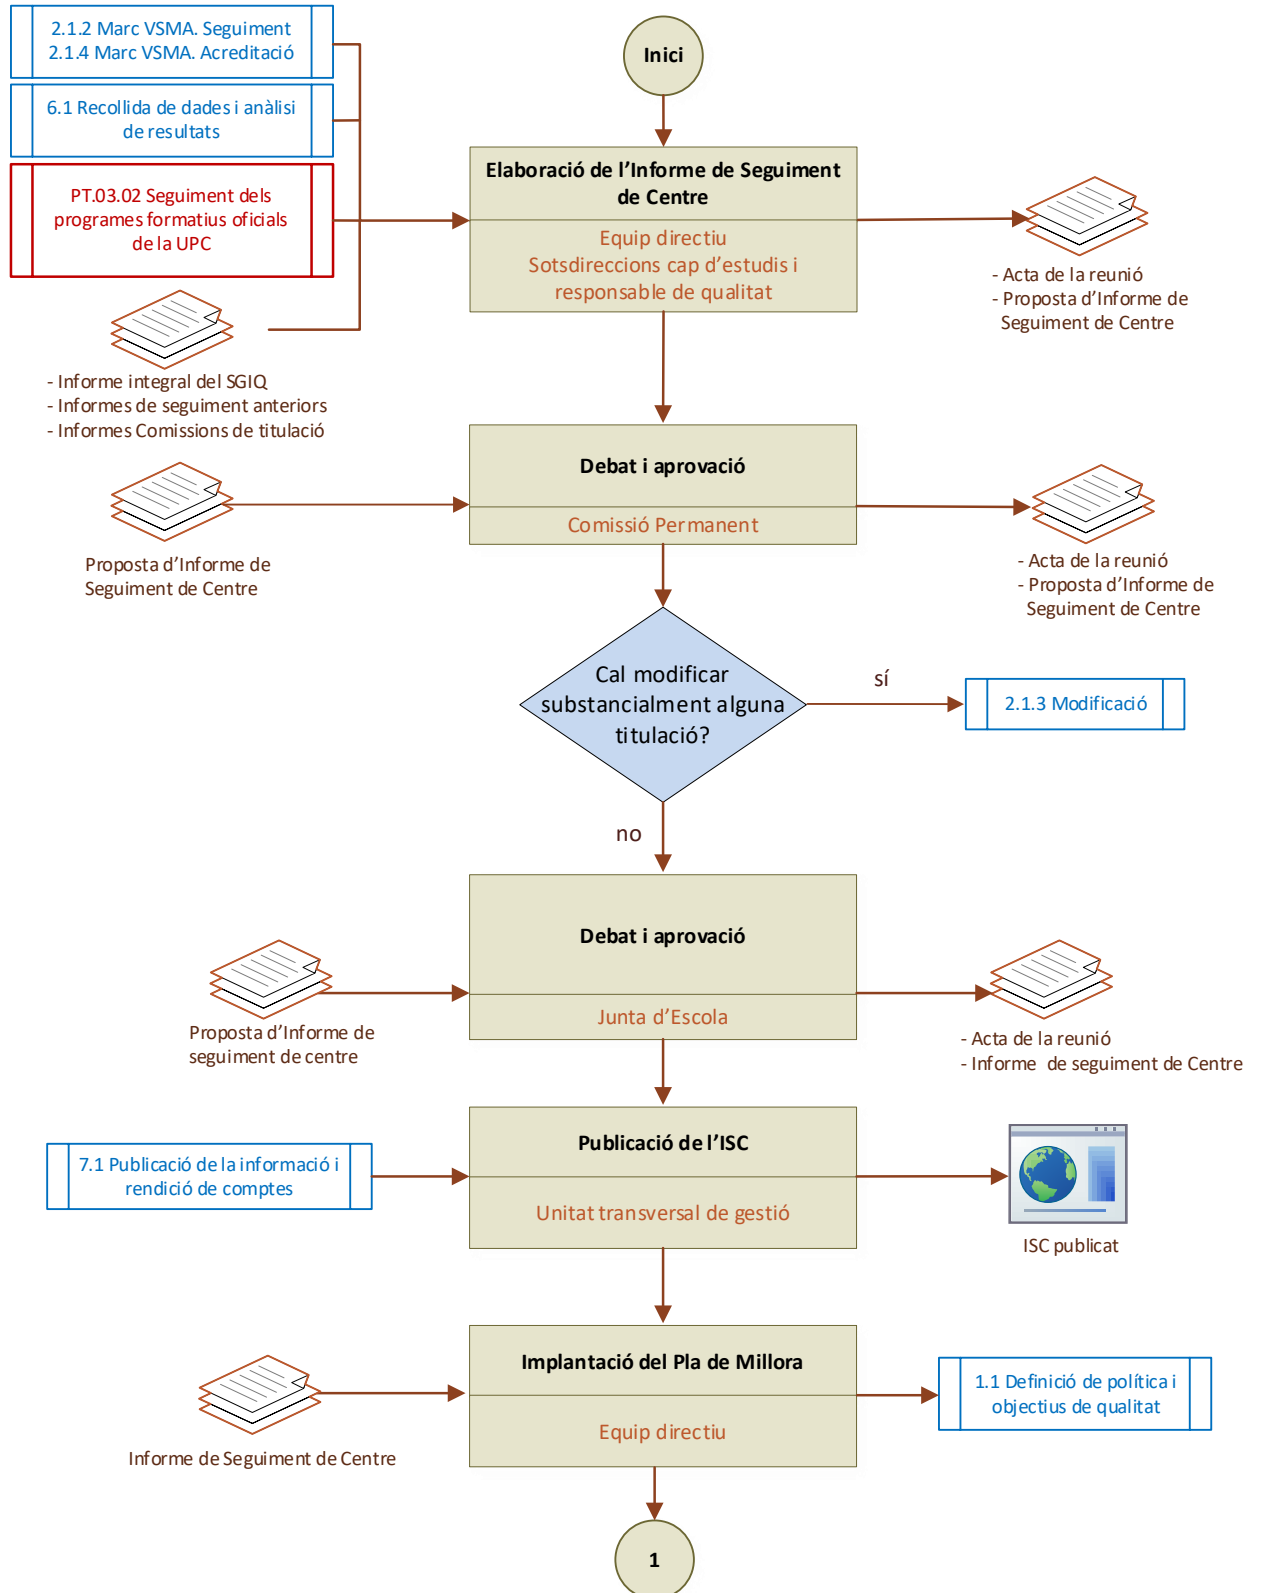 2.1.2 Marc VSMA. Seguiment
2.1.4 Marc VSMA. Acreditació
Inici
6.1 Recollida de dades i anàlisi
de resultats
PT.03.02 Seguiment dels
programes formatius oficials
de la UPC
Elaboració de l’Informe de Seguiment
de Centre
Equip directiu
Sotsdireccions cap d’estudis i
responsable de qualitat
- Acta de la reunió
- Proposta d’Informe de
Seguiment de Centre
- Informe integral del SGIQ
- Informes de seguiment anteriors
- Informes Comissions de titulació
Debat i aprovació
Comissió Permanent
Proposta d’Informe de
Seguiment de Centre
- Acta de la reunió
- Proposta d’Informe de
Seguiment de Centre
Cal modificar
substancialment alguna
titulació?
sí
2.1.3 Modificació
no
Debat i aprovació
Junta d’Escola
Proposta d’Informe de
seguiment de centre
- Acta de la reunió
- Informe de seguiment de Centre
Publicació de l’ISC
Unitat transversal de gestió
7.1 Publicació de la informació i
rendició de comptes
ISC publicat
Implantació del Pla de Millora
Equip directiu
1.1 Definició de política i
objectius de qualitat
Informe de Seguiment de Centre
1